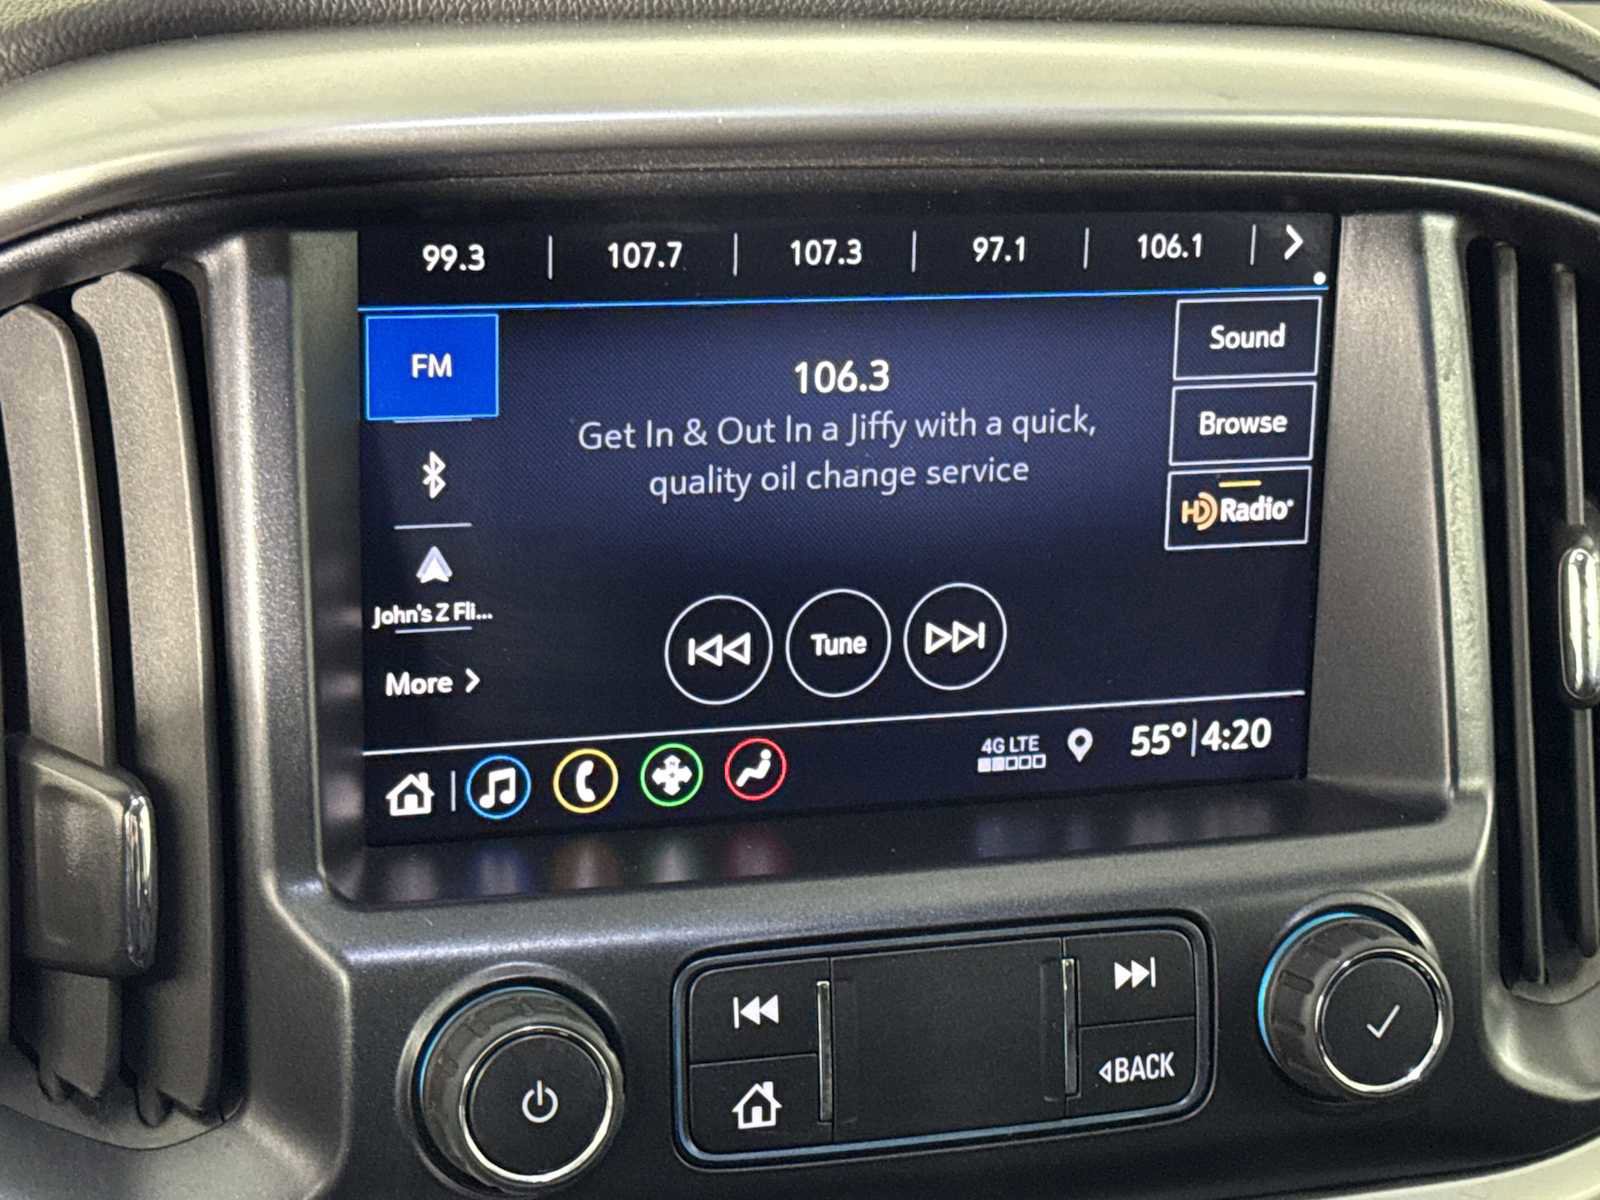 99.3 | 107.7 | 107.3 | 97.1 | 106.1 |
FM
106.3
Get In & Out In a Jiffy with a quick,
quality oil change service
Sound
Browse
HD Radio
John's Z Fli...
More
Tune
4G LTE
55° | 4:20
BACK